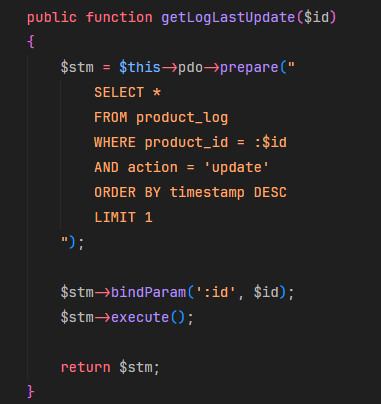 public function getLogLastUpdate($id)
{
    $stm = $this->pdo->prepare("
        SELECT *
        FROM product_log
        WHERE product_id = :$id
        AND action = 'update'
        ORDER BY timestamp DESC
        LIMIT 1
    ");

    $stm->bindParam(':id', $id);
    $stm->execute();

    return $stm;
}